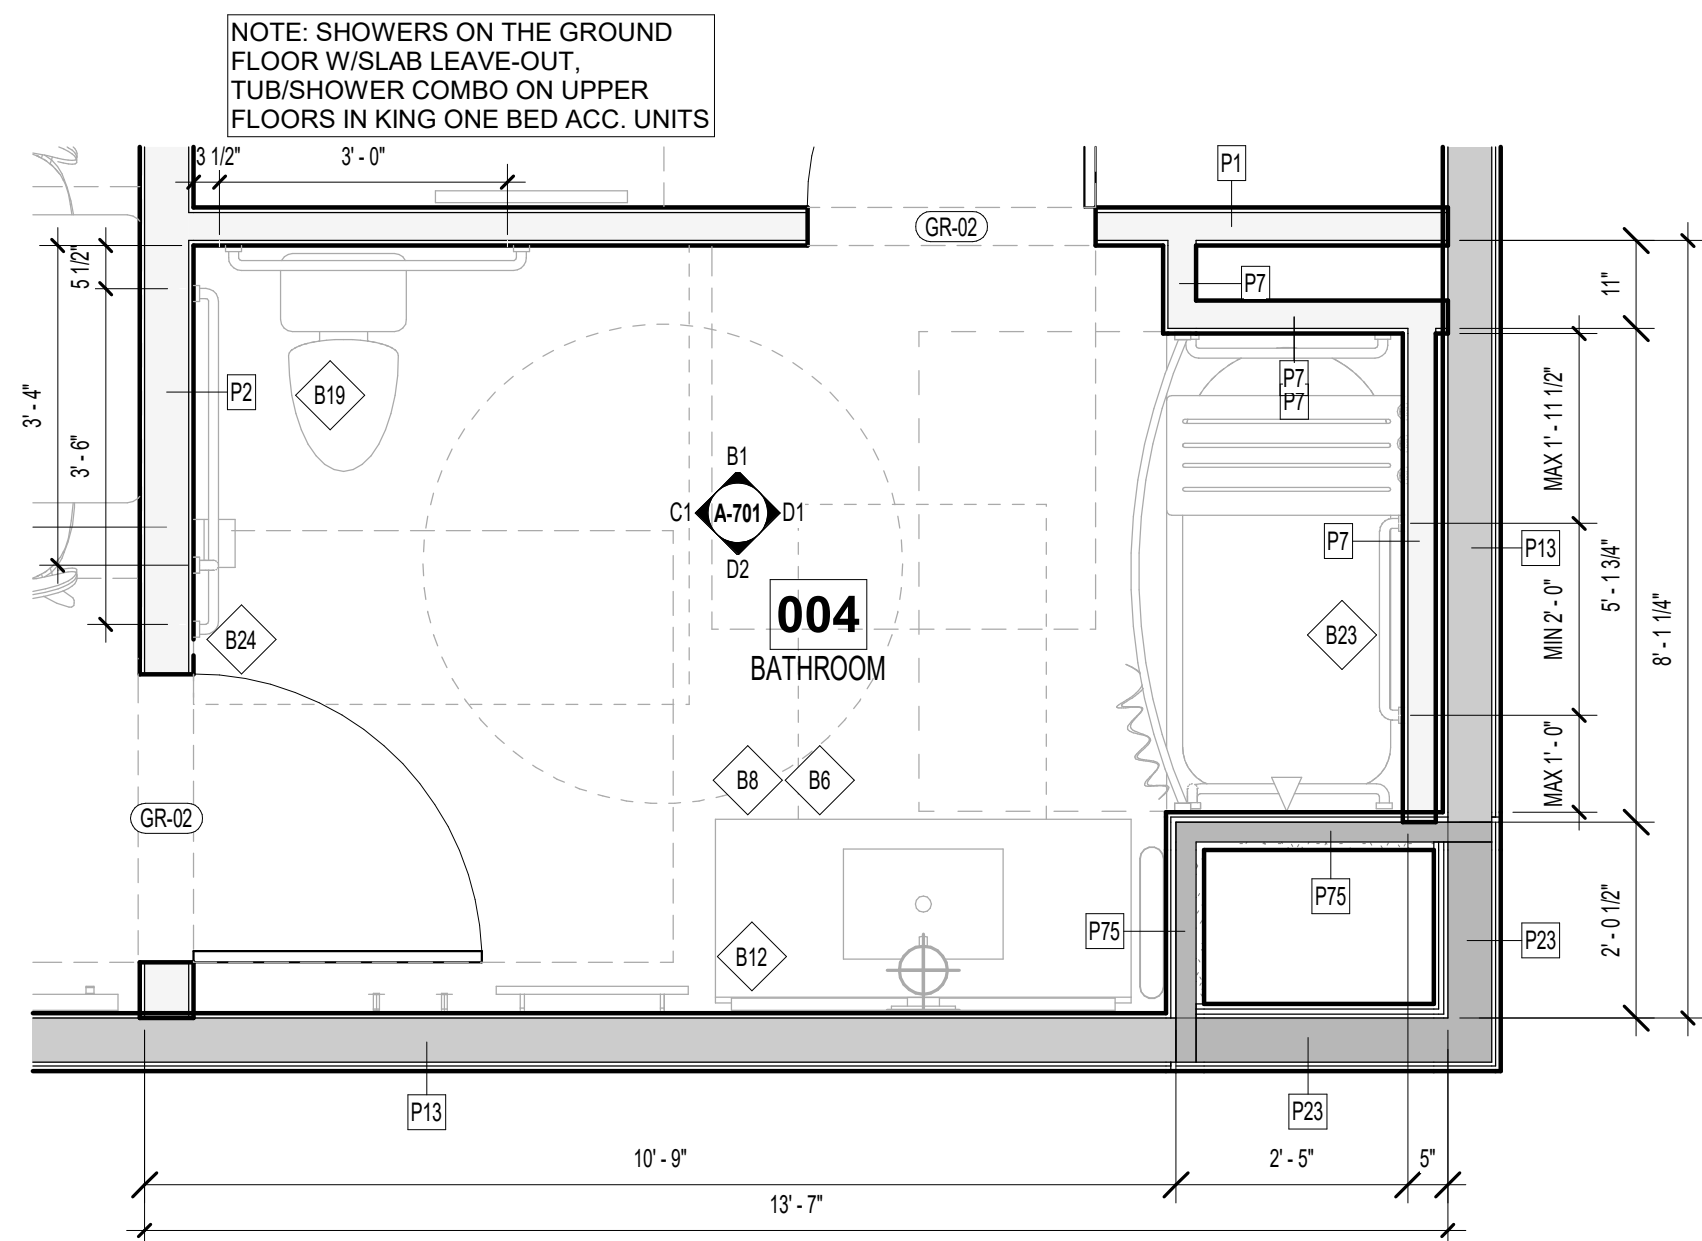 NOTE: SHOWERS ON THE GROUND
FLOOR W/SLAB LEAVE-OUT,
TUB/SHOWER COMBO ON UPPER
FLOORS IN KING ONE BED ACC. UNITS
3 1/2"
3' - 0"
P1
GR-02
5 1/2"
P7
11"
3' - 4"
P2
B19
P7
P7
MAX 1' - 11 1/2"
3' - 6"
B1
C1
A-701
D1
D2
P7
P13
5' - 1 3/4"
MIN 2' - 0"
8' - 1 1/4"
004
BATHROOM
B24
B23
B8
B6
MAX 1' - 0"
GR-02
P75
P75
B12
P23
2' - 0 1/2"
P13
P23
10' - 9"
2' - 5"
5"
13' - 7"